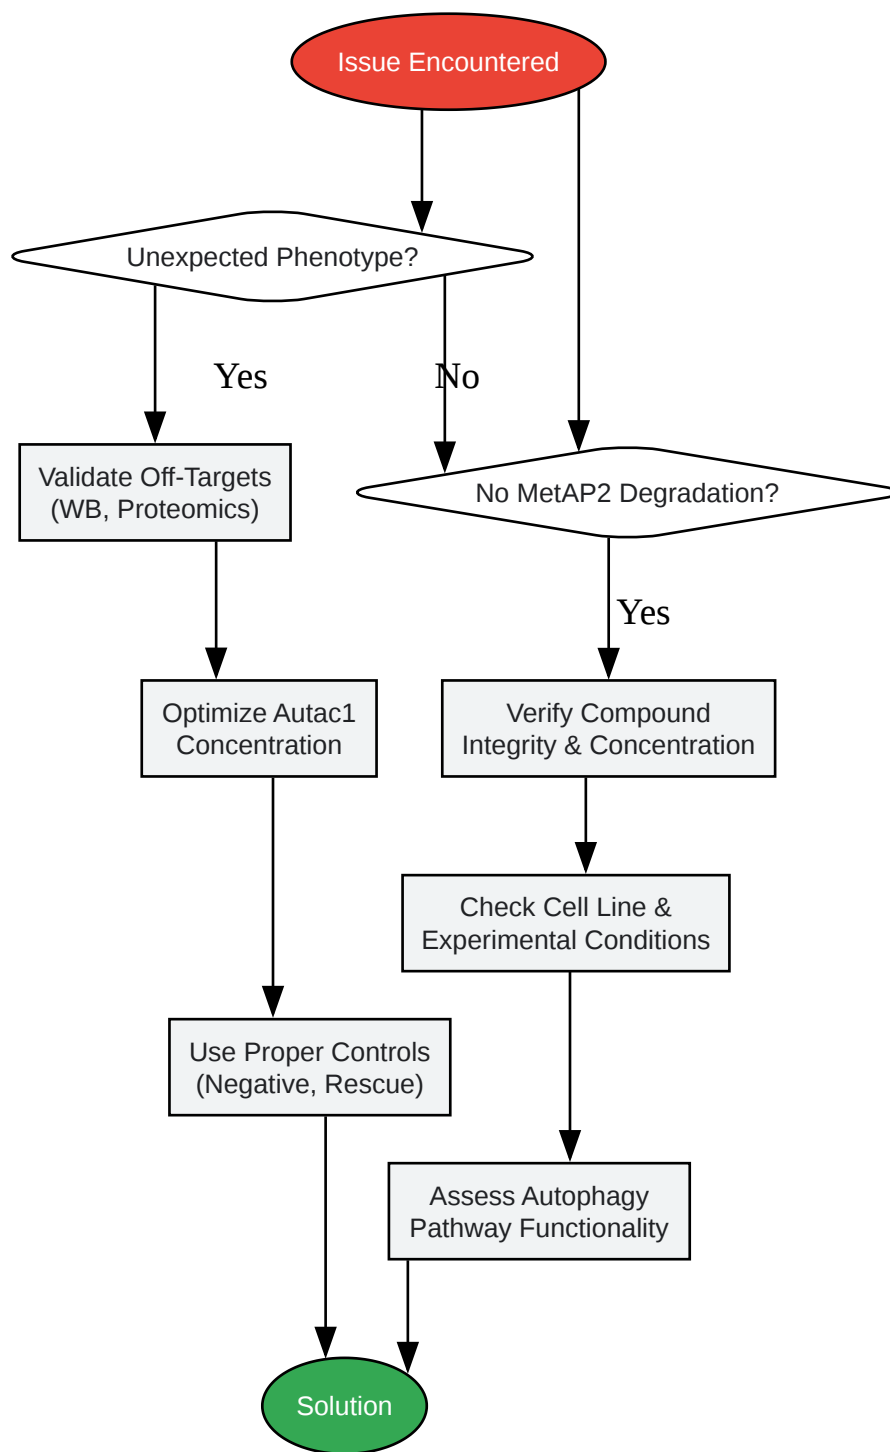 Issue Encountered
Unexpected Phenotype?
Yes
No
Validate Off-Targets
(WB, Proteomics)
No MetAP2 Degradation?
Yes
Optimize Autac1
Concentration
Verify Compound
Integrity & Concentration
Check Cell Line &
Experimental Conditions
Use Proper Controls
(Negative, Rescue)
Assess Autophagy
Pathway Functionality
Solution